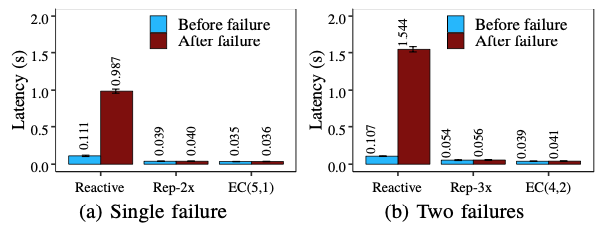 Latency (s)
2.0
1.5
1.0
0.5
0.0
Before failure
After failure
0.111
0.987
0.039
0.040
0.035
0.036
Reactive
Rep-2x
EC(5,1)
(a) Single failure
Latency (s)
2.0
1.5
1.0
0.5
0.0
Before failure
After failure
0.107
1.544
0.054
0.056
0.039
0.041
Reactive
Rep-3x
EC(4,2)
(b) Two failures